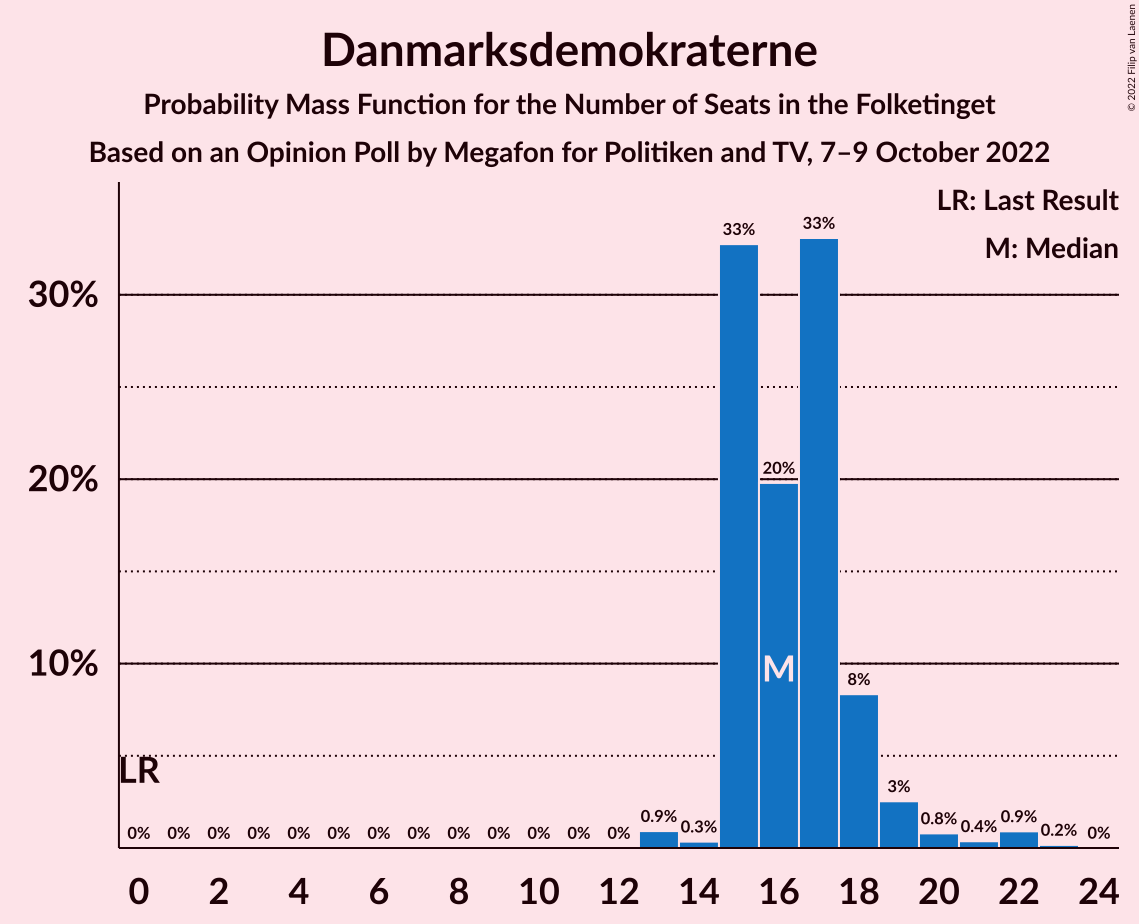 Danmarksdemokraterne
Probability Mass Function for the Number of Seats in the Folketinget
Based on an Opinion Poll by Megafon for Politiken and TV, 7–9 October 2022
© 2022 Filip van Laenen
LR: Last Result
M: Median
33% 33%
30%
20%
20%
M
10%
8%
LR
3%
0% 0% 0% 0% 0% 0% 0% 0% 0% 0% 0% 0% 0% 0.9% 0.3% 0.8% 0.4% 0.9% 0.2% 0%
0 2 4 6 8 10 12 14 16 18 20 22 24